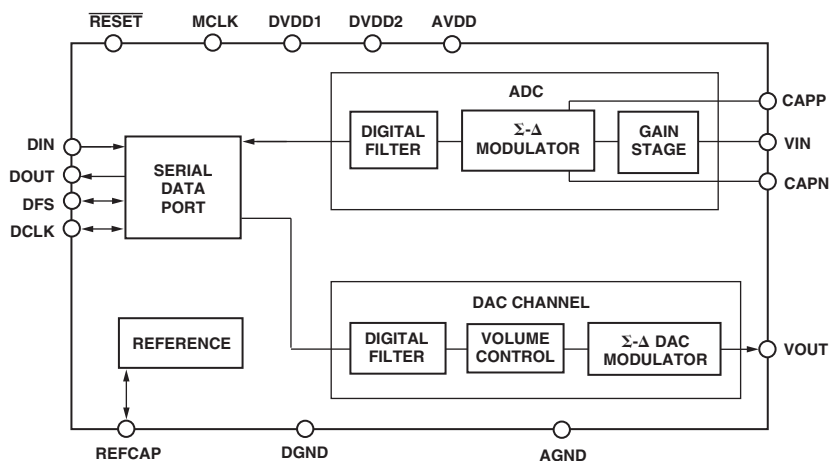 RESET MCLK DVDD1 DVDD2 AVDD
ADC
DIGITAL
FILTER
Σ-Δ
MODULATOR
GAIN
STAGE
CAPP
VIN
CAPN
DIN
DOUT
DFS
DCLK
SERIAL
DATA
PORT
DAC CHANNEL
DIGITAL
FILTER
VOLUME
CONTROL
Σ-Δ DAC
MODULATOR
VOUT
REFERENCE
REFCAP DGND AGND